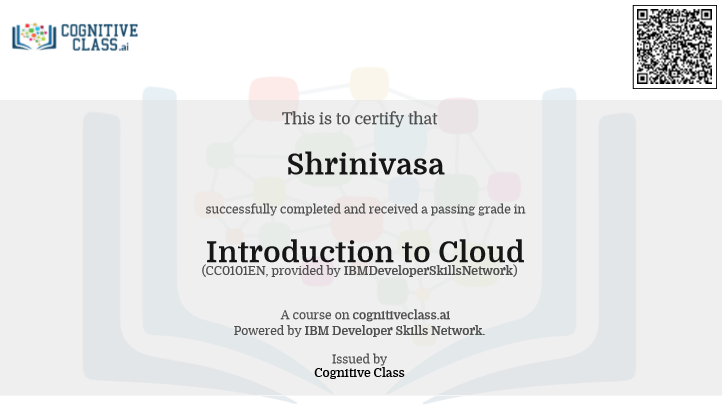 COGNITIVE
CLASS.ai
This is to certify that
Shrinivasa
successfully completed and received a passing grade in
Introduction to Cloud
(CC0101EN, provided by IBMDeveloperSkillsNetwork)
A course on cognitiveclass.ai
Powered by IBM Developer Skills Network.
Issued by
Cognitive Class